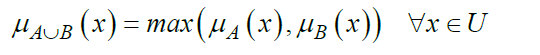 μ_{A∪B}(x) = max(μ_A(x), μ_B(x)) ∀x ∈ U